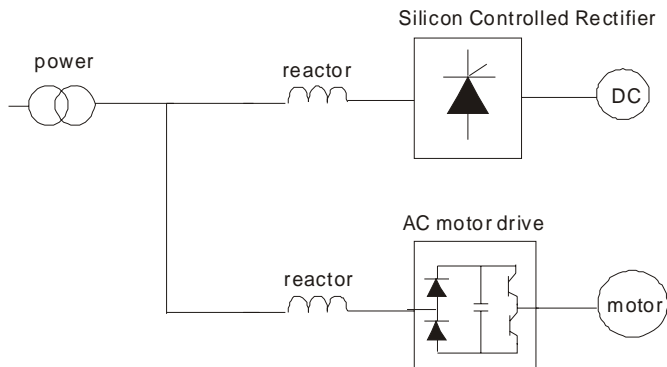 Silicon Controlled Rectifier
power
reactor
DC
AC motor drive
reactor
motor